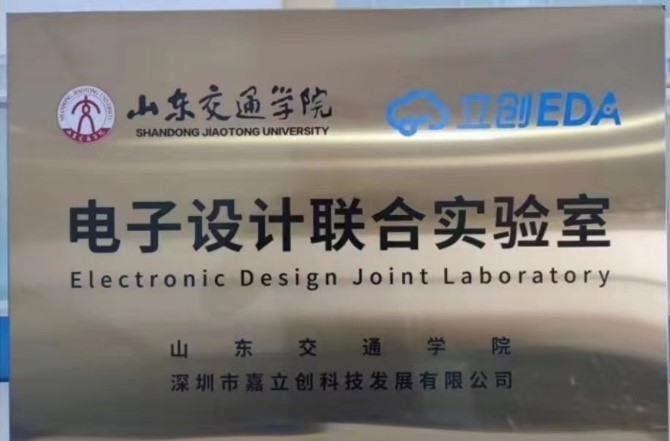 山东交通学院
SHANDONG JIAOTONG UNIVERSITY
立创EDA
电子设计联合实验室
Electronic Design Joint Laboratory
山东交通学院
深圳市嘉立创科技发展有限公司